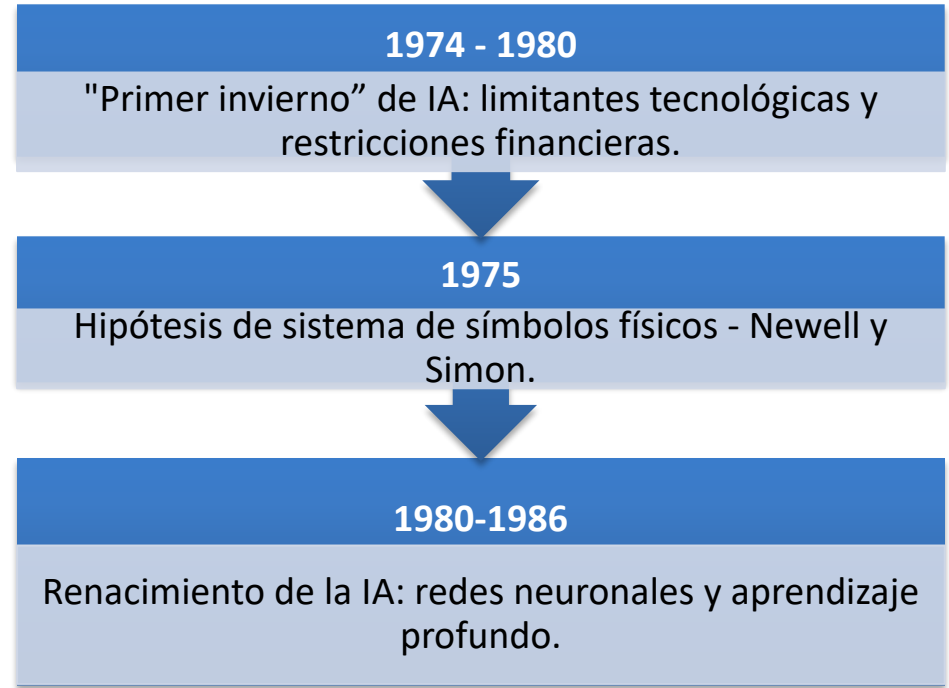 1974 - 1980
"Primer invierno” de IA: limitantes tecnológicas y
restricciones financieras.
1975
Hipótesis de sistema de símbolos físicos - Newell y
Simon.
1980-1986
Renacimiento de la IA: redes neuronales y aprendizaje
profundo.